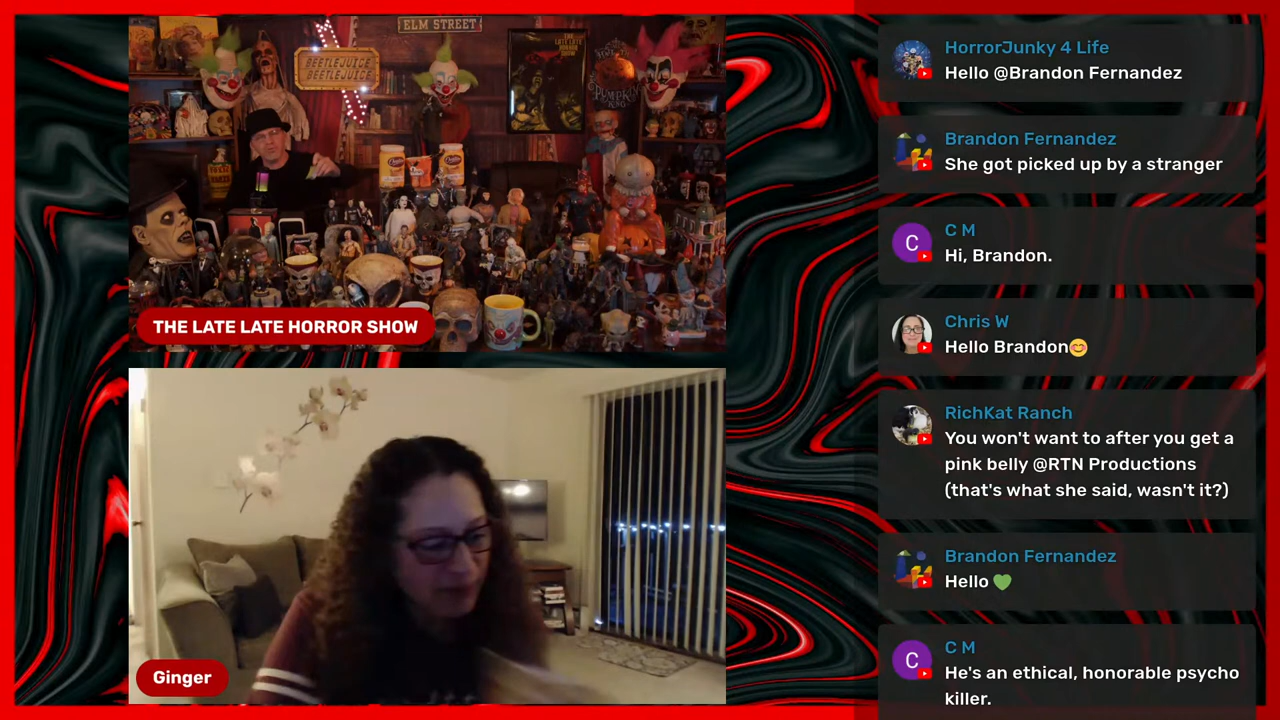 ELM STREET
BEETLEJUICE
BEETLEJUICE
THE LATE LATE HORROR SHOW
Ginger
HorrorJunky 4 Life
Hello @Brandon Fernandez
Brandon Fernandez
She got picked up by a stranger
C
C M
Hi, Brandon.
Chris W
Hello Brandon😊
RichKat Ranch
You won't want to after you get a
pink belly @RTN Productions
(that's what she said, wasn't it?)
Brandon Fernandez
Hello 💚
C
C M
He's an ethical, honorable psycho
killer.